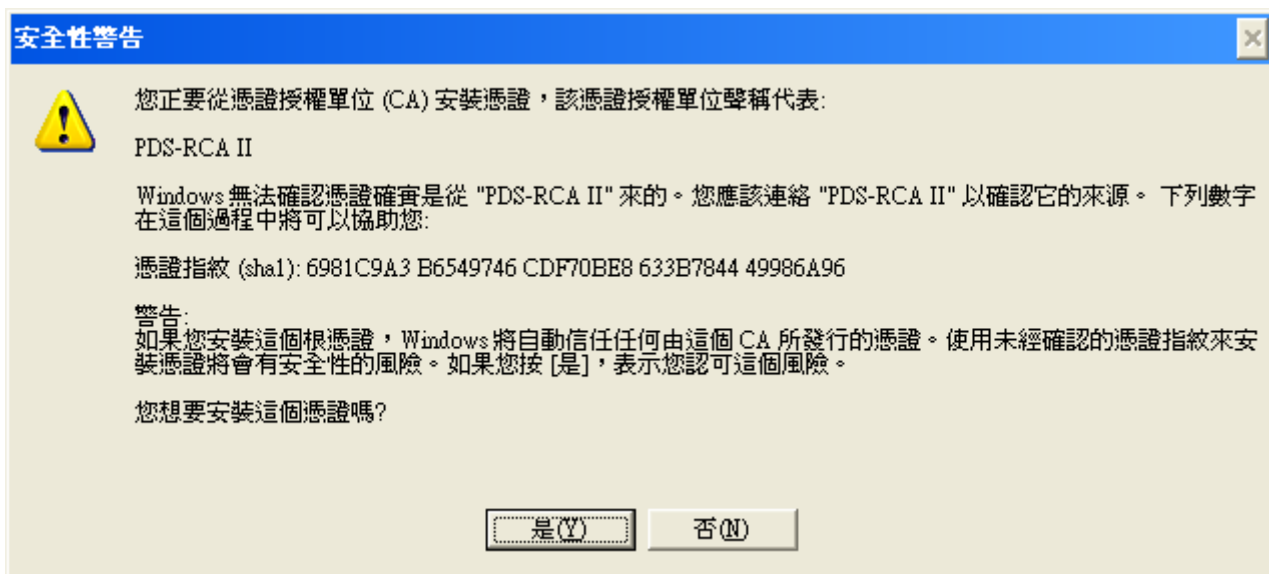 安全性警告
您正要從憑證授權單位 (CA) 安裝憑證，該憑證授權單位聲稱代表:
PDS-RCA II
Windows 無法確認憑證確實是從 "PDS-RCA II" 來的。您應該連絡 "PDS-RCA II" 以確認它的來源。 下列數字
在這個過程中將可以協助您:
憑證指紋 (sha1): 6981C9A3 B6549746 CDF70BE8 633B7844 49986A96
警告:
如果您安裝這個根憑證，Windows 將自動信任任何由這個 CA 所發行的憑證。使用未經確認的憑證指紋來安
裝憑證將會有安全性的風險。如果您按 [是]，表示您認可這個風險。
您想要安裝這個憑證嗎?
是(Y) 否(N)